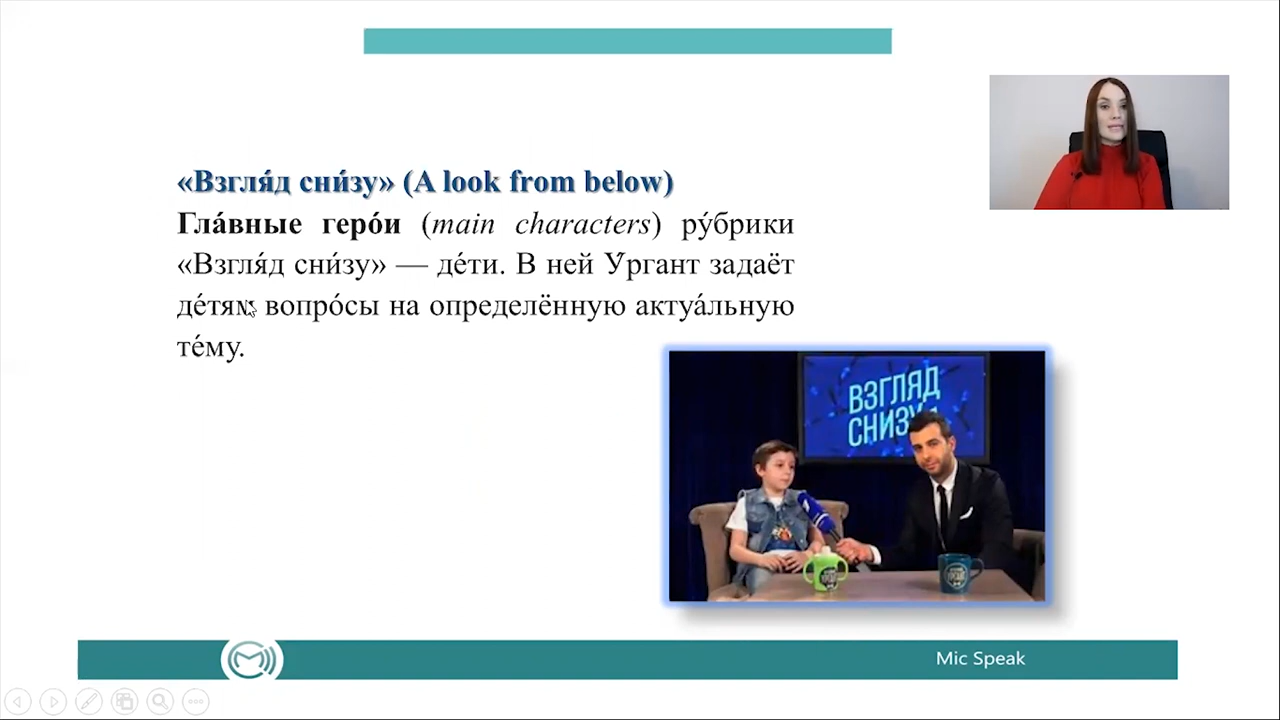 «Взгля́д сни́зу» (A look from below)
Гла́вные геро́и (main characters) ру́брики
«Взгля́д сни́зу» — де́ти. В ней У́ргант задаёт
де́тям вопро́сы на определённую актуа́льную
те́му.
ВЗГЛЯД
СНИЗУ
Mic Speak